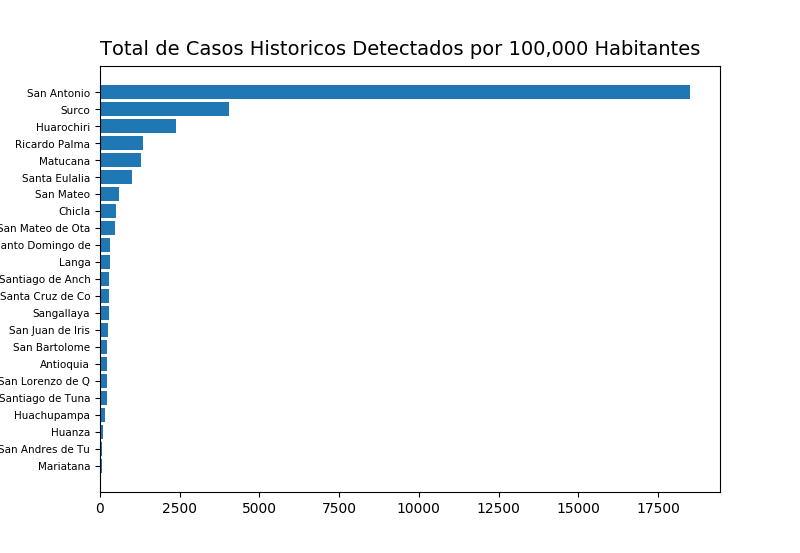 Total de Casos Historicos Detectados por 100,000 Habitantes
San Antonio
Surco
Huarochiri
Ricardo Palma
Matucana
Santa Eulalia
San Mateo
Chicla
San Mateo de Ota
anto Domingo de
Langa
Santiago de Anch
Santa Cruz de Co
Sangallaya
San Juan de Iris
San Bartolome
Antioquia
San Lorenzo de Q
Santiago de Tuna
Huachupampa
Huanza
San Andres de Tu
Mariatana
0 2500 5000 7500 10000 12500 15000 17500